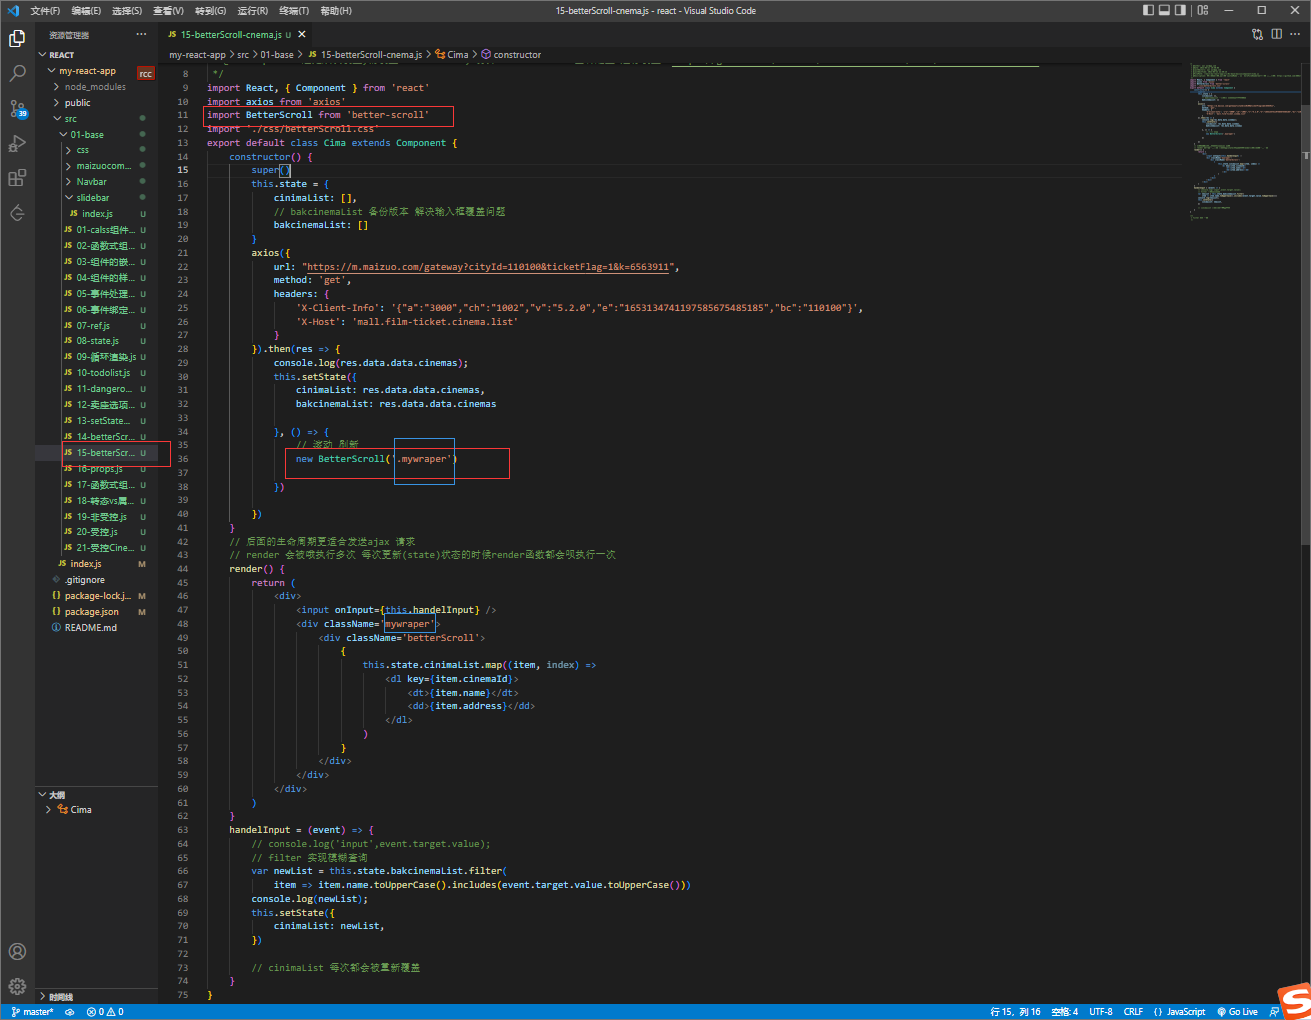 文件(F) 编辑(E) 选择(S) 查看(V) 转到(G) 运行(R) 终端(T) 帮助(H)
15-betterScroll-cnema.js - react - Visual Studio Code
资源管理器
REACT
my-react-app
rcc
node_modules
public
src
01-base
css
maizuocom...
Navbar
slidebar
index.js U
01-calss组件... U
02-函数式组... U
03-组件的嵌... U
04-组件的样... U
05-事件处理... U
06-事件绑定... U
07-ref.js U
08-state.js U
09-循环渲染.js U
10-todolist.js U
11-dangero... U
12-卖座选项... U
13-setState... U
14-betterScr... U
15-betterScr... U
16-props.js U
17-函数式组... U
18-转态vs属... U
19-非受控.js U
20-受控.js U
21-受控Cine... U
index.js M
.gitignore
package-lock.j... M
package.json M
README.md
大纲
Cima
时间线
39
15-betterScroll-cnema.js U
my-react-app > src > 01-base > JS 15-betterScroll-cnema.js > Cima > constructor
8 */
9 import React, { Component } from 'react'
10 import axios from 'axios'
11 import BetterScroll from 'better-scroll'
12 import './css/betterScroll.css'
13 export default class Cima extends Component {
14 constructor() {
15 super()
16 this.state = {
17 cinimaList: [],
18 // bakcinemaList 备份版本 解决输入框覆盖问题
19 bakcinemaList: []
20 }
21 axios({
22 url: "https://m.maizuo.com/gateway?cityId=110100&ticketFlag=1&k=6563911",
23 method: 'get',
24 headers: {
25 'X-Client-Info': '{"a":"3000","ch":"1002","v":"5.2.0","e":"1653134741197585675485185","bc":"110100"}',
26 'X-Host': 'mall.film-ticket.cinema.list'
27 }
28 }).then(res => {
29 console.log(res.data.data.cinemas);
30 this.setState({
31 cinimaList: res.data.data.cinemas,
32 bakcinemaList: res.data.data.cinemas
33
34 }, () => {
35 // 滚动 刷新
36 new BetterScroll('.mywraper')
37
38 })
39
40 })
41 }
42 // 后面的生命周期更适合发送ajax 请求
43 // render 会被哦执行多次 每次更新(state)状态的时候render函数都会呗执行一次
44 render() {
45 return (
46 <div>
47 <input onInput={this.handelInput} />
48 <div className='mywraper'>
49 <div className='betterScroll'>
50 {
51 this.state.cinimaList.map((item, index) =>
52 <dl key={item.cinemaId}>
53 <dt>{item.name}</dt>
54 <dd>{item.address}</dd>
55 </dl>
56 )
57 }
58 </div>
59 </div>
60 </div>
61 )
62 }
63 handelInput = (event) => {
64 // console.log('input',event.target.value);
65 // filter 实现模糊查询
66 var newList = this.state.bakcinemaList.filter(
67 item => item.name.toUpperCase().includes(event.target.value.toUpperCase()))
68 console.log(newList);
69 this.setState({
70 cinimaList: newList,
71 })
72
73 // cinimaList 每次都会被重新覆盖
74 }
75 }
master* 0 0
行 15，列 16 空格: 4 UTF-8 CRLF { } JavaScript Go Live